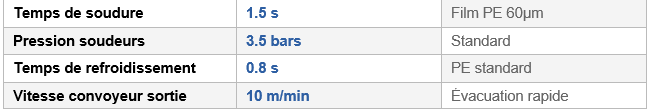 Temps de soudure 1.5 s Film PE 60µm
Pression soudeurs 3.5 bars Standard
Temps de refroidissement 0.8 s PE standard
Vitesse convoyeur sortie 10 m/min Évacuation rapide